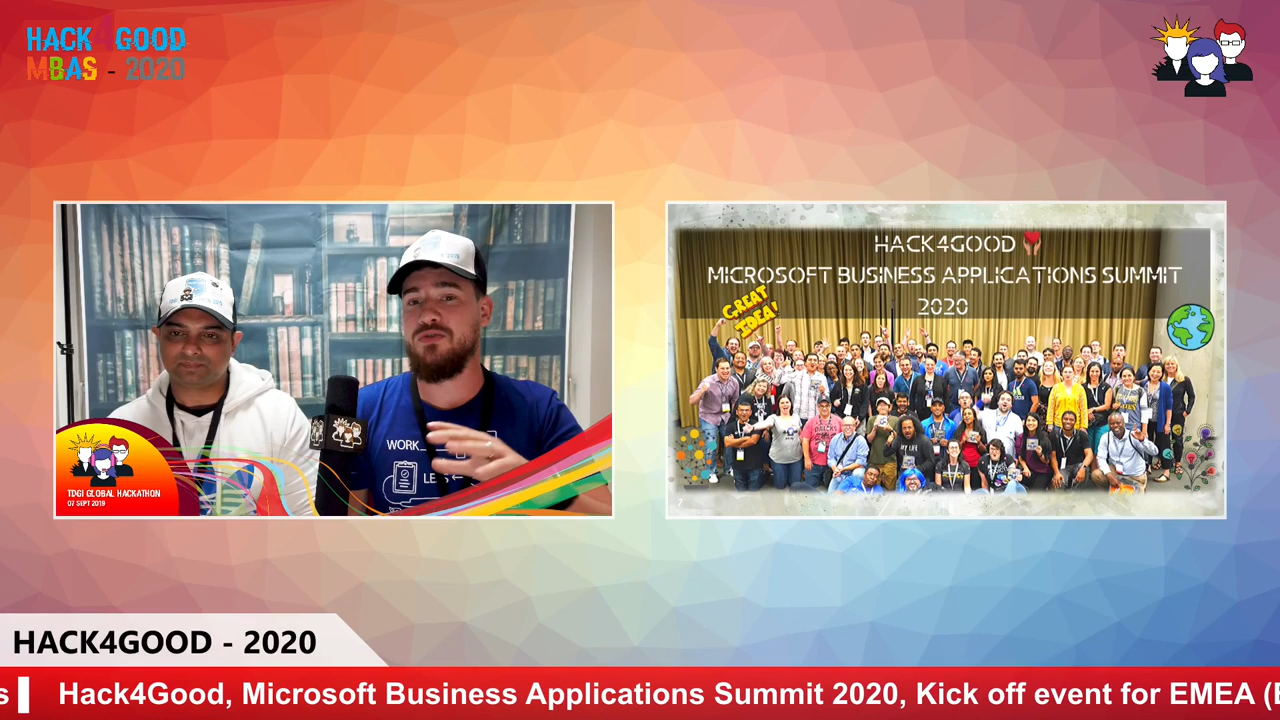 HACK4GOOD
MBAS - 2020
HACK4GOOD
MICROSOFT BUSINESS APPLICATIONS SUMMIT
2020
GREAT
IDEA!
WORK
LE
TDGI GLOBAL HACKATHON
07 SEPT 2019
HACK4GOOD - 2020
s ▌ Hack4Good, Microsoft Business Applications Summit 2020, Kick off event for EMEA (E